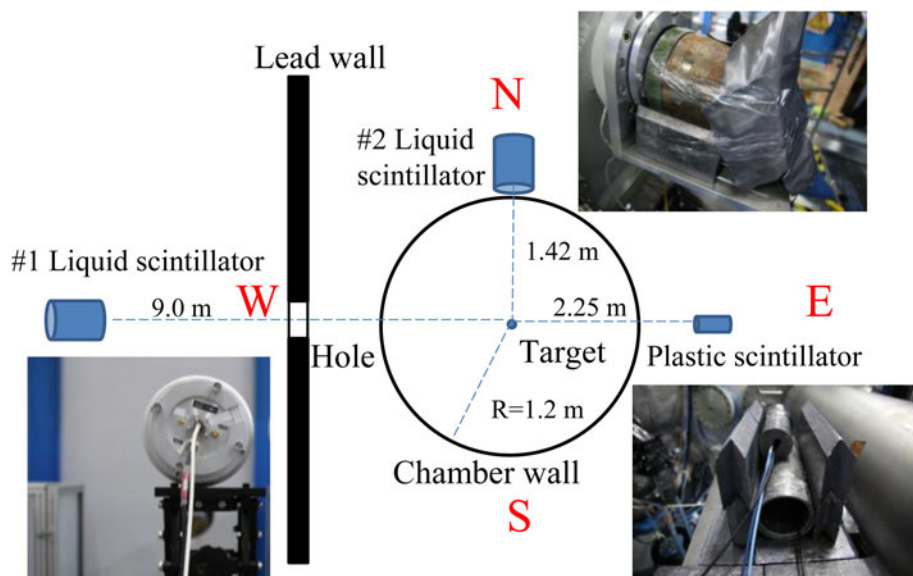 Lead wall
N
#2 Liquid
scintillator
1.42 m
#1 Liquid scintillator
9.0 m
W
2.25 m
E
Hole
Target
Plastic scintillator
R=1.2 m
Chamber wall
S